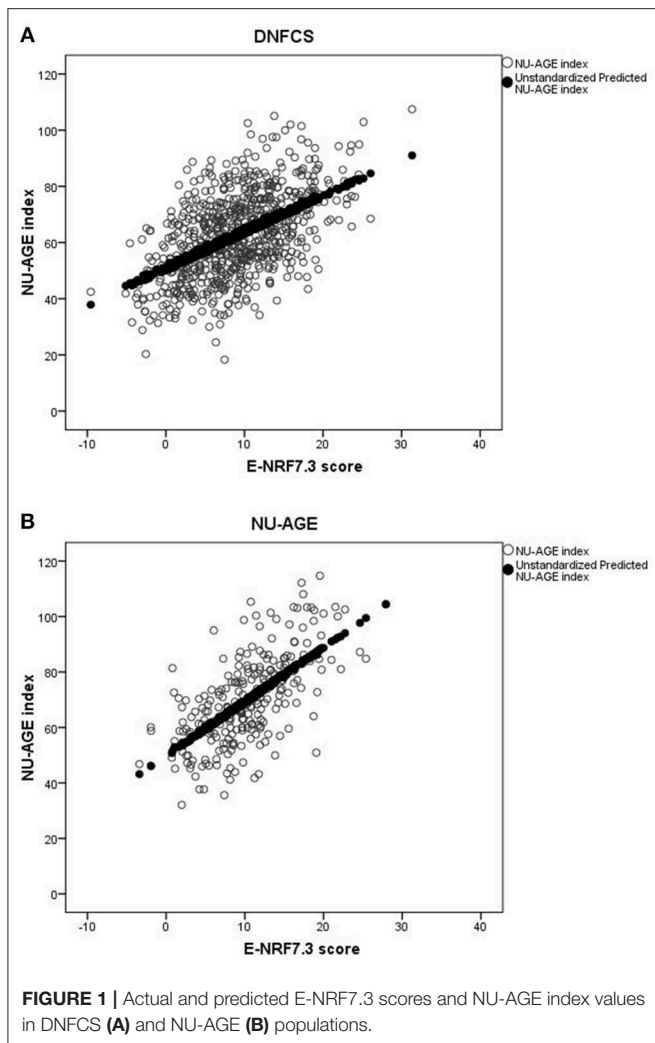 A
DNFCS
NU-AGE index
Unstandardized Predicted
NU-AGE index
NU-AGE index
120
100
80
60
40
20
0
-10 0 10 20 30 40
E-NRF7.3 score
B
NU-AGE
NU-AGE index
Unstandardized Predicted
NU-AGE index
NU-AGE index
120
100
80
60
40
20
0
-10 0 10 20 30 40
E-NRF7.3 score
FIGURE 1 | Actual and predicted E-NRF7.3 scores and NU-AGE index values
in DNFCS (A) and NU-AGE (B) populations.